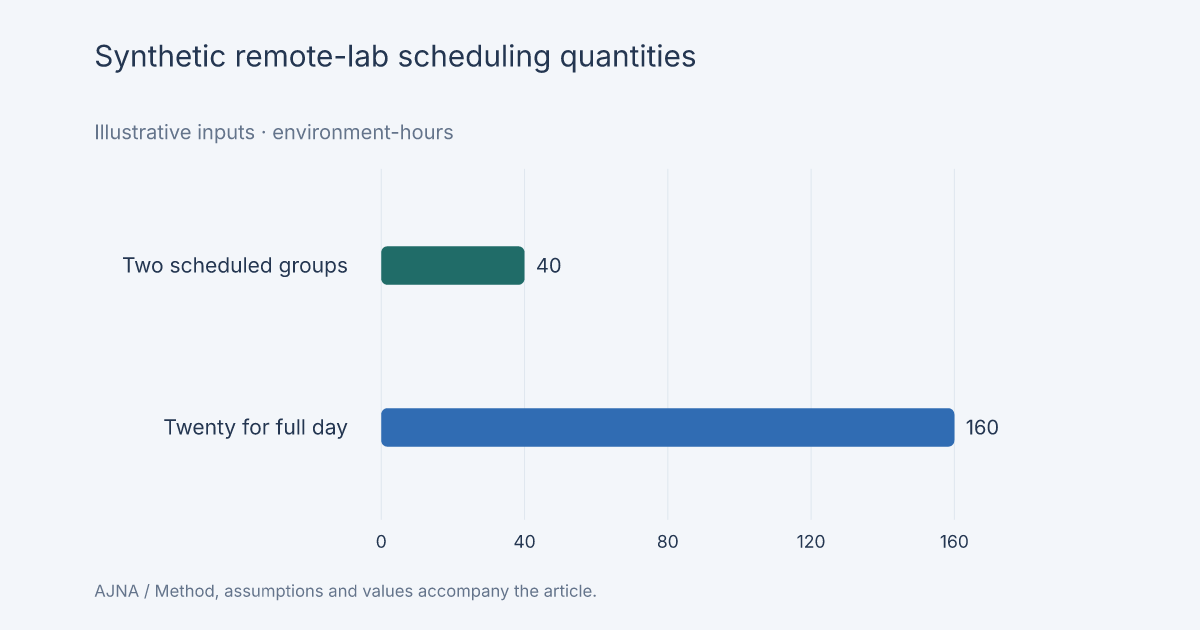 Synthetic remote-lab scheduling quantities
Illustrative inputs · environment-hours
Two scheduled groups
40
Twenty for full day
160
0 40 80 120 160
AJNA / Method, assumptions and values accompany the article.